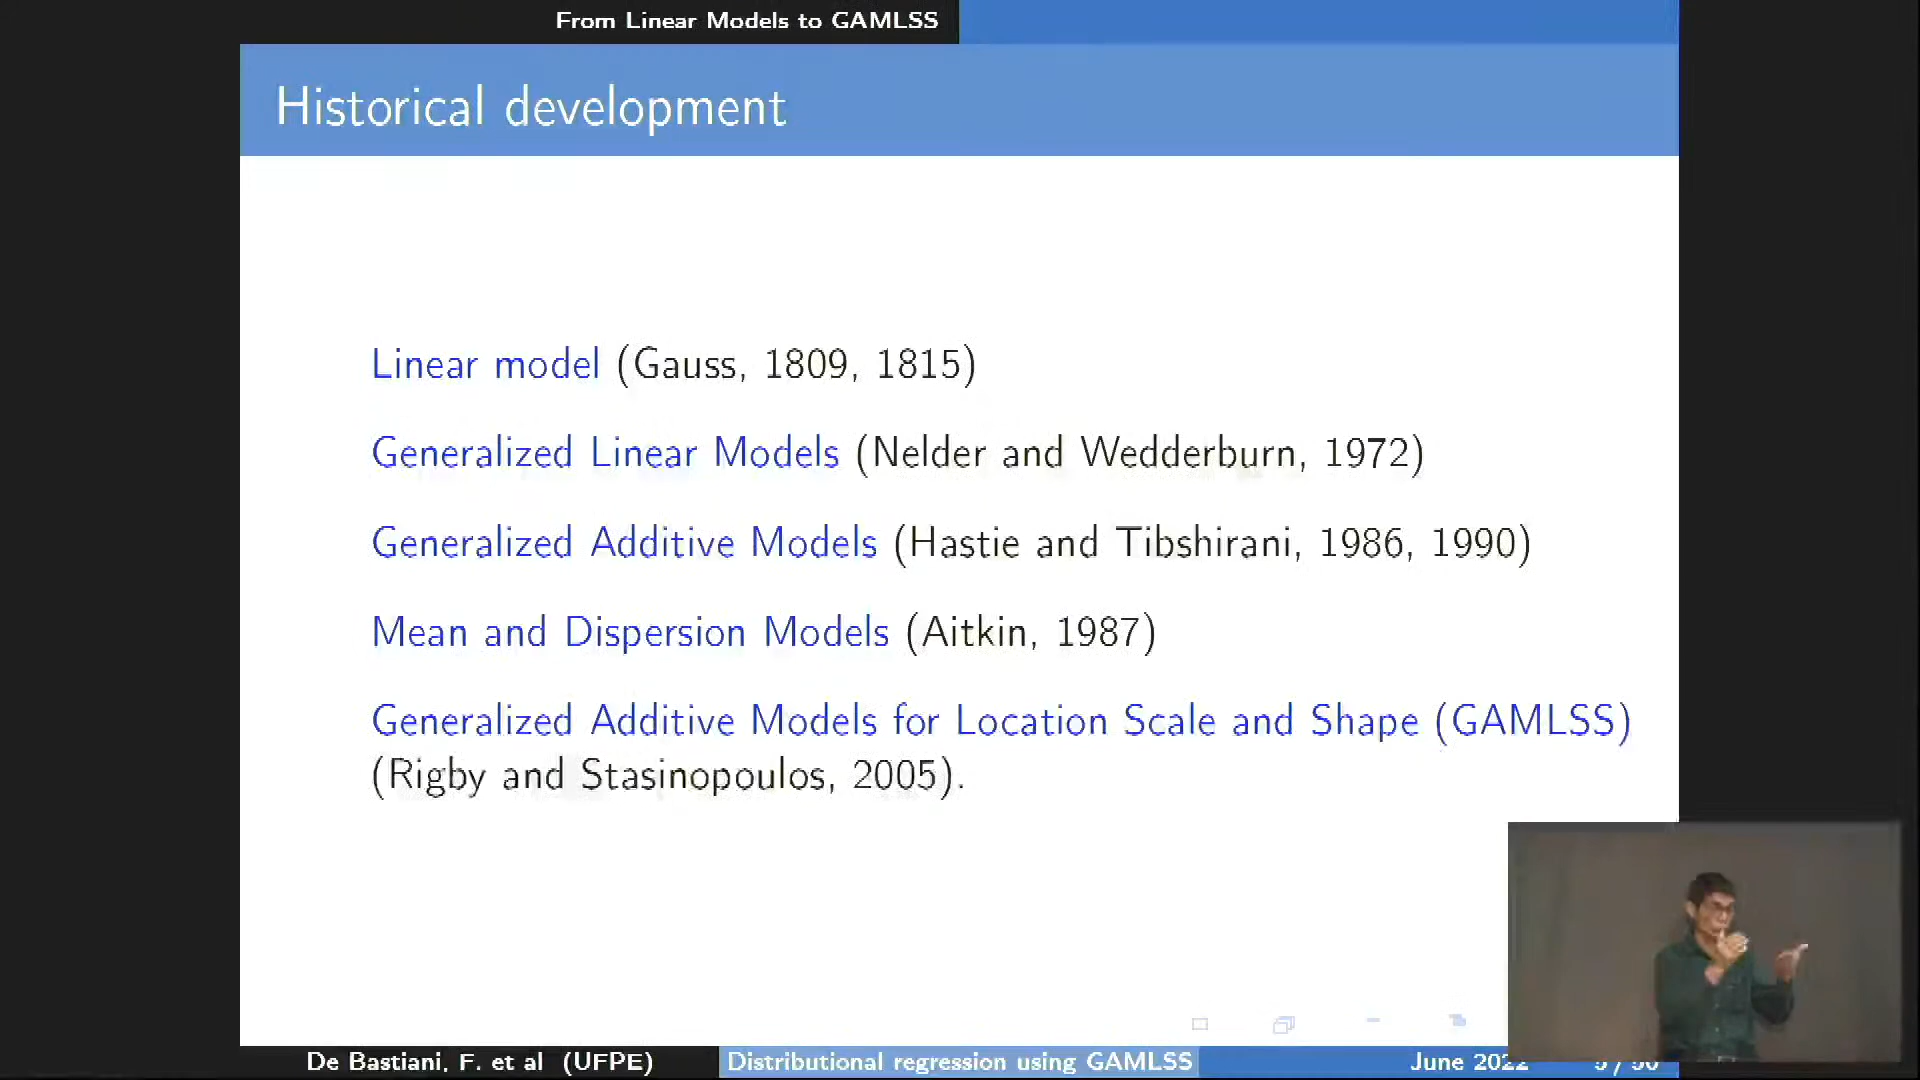 From Linear Models to GAMLSS
Historical development
Linear model (Gauss, 1809, 1815)
Generalized Linear Models (Nelder and Wedderburn, 1972)
Generalized Additive Models (Hastie and Tibshirani, 1986, 1990)
Mean and Dispersion Models (Aitkin, 1987)
Generalized Additive Models for Location Scale and Shape (GAMLSS)
(Rigby and Stasinopoulos, 2005).
De Bastiani, F. et al (UFPE) Distributional regression using GAMLSS June 2022